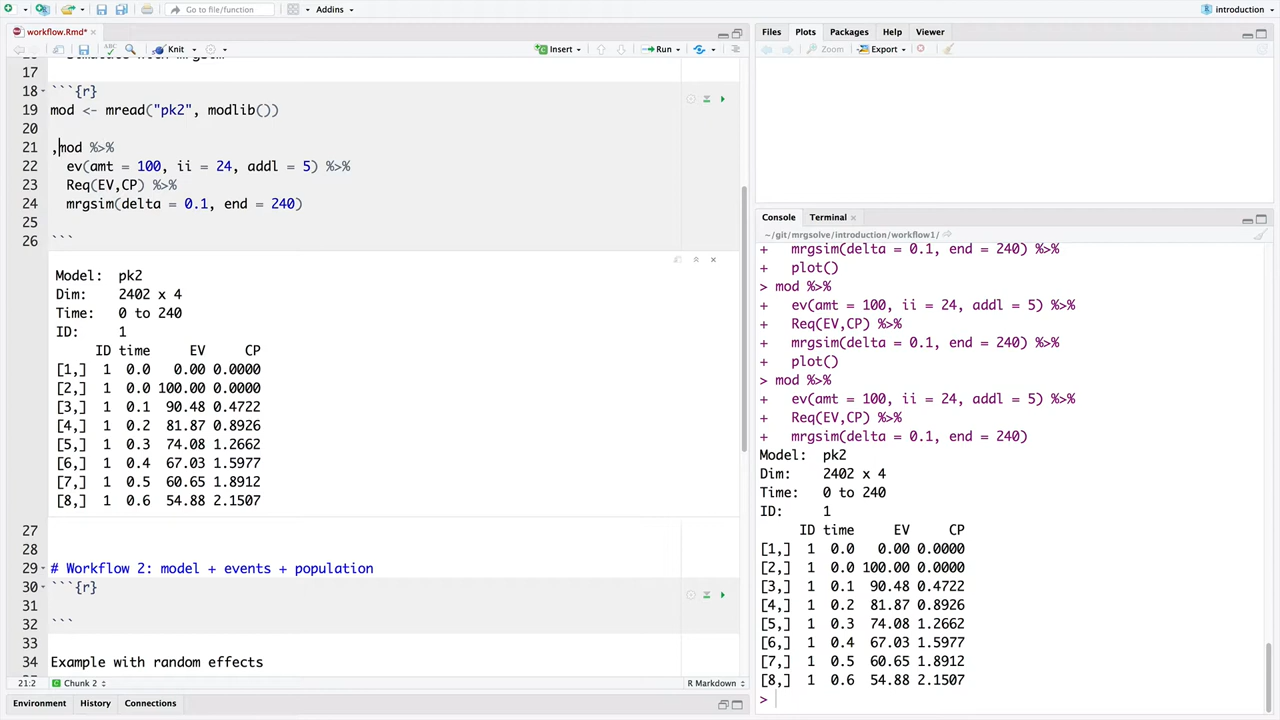 Go to file/function
Addins
introduction
workflow.Rmd*
ABC
Knit
Insert
Run
17
18 ```{r}
19 mod <- mread("pk2", modlib())
20
21 ,mod %>%
22 ev(amt = 100, ii = 24, addl = 5) %>%
23 Req(EV,CP) %>%
24 mrgsim(delta = 0.1, end = 240)
25
26 ```
Model: pk2
Dim: 2402 x 4
Time: 0 to 240
ID: 1
ID time EV CP
[1,] 1 0.0 0.00 0.0000
[2,] 1 0.0 100.00 0.0000
[3,] 1 0.1 90.48 0.4722
[4,] 1 0.2 81.87 0.8926
[5,] 1 0.3 74.08 1.2662
[6,] 1 0.4 67.03 1.5977
[7,] 1 0.5 60.65 1.8912
[8,] 1 0.6 54.88 2.1507
27
28
29 # Workflow 2: model + events + population
30 ```{r}
31
32 ```
33
34 Example with random effects
21:2 Chunk 2 R Markdown
Environment History Connections
Files Plots Packages Help Viewer
Zoom Export
Console Terminal
~/git/mrgsolve/introduction/workflow1/
+ mrgsim(delta = 0.1, end = 240) %>%
+ plot()
> mod %>%
+ ev(amt = 100, ii = 24, addl = 5) %>%
+ Req(EV,CP) %>%
+ mrgsim(delta = 0.1, end = 240) %>%
+ plot()
> mod %>%
+ ev(amt = 100, ii = 24, addl = 5) %>%
+ Req(EV,CP) %>%
+ mrgsim(delta = 0.1, end = 240)
Model: pk2
Dim: 2402 x 4
Time: 0 to 240
ID: 1
ID time EV CP
[1,] 1 0.0 0.00 0.0000
[2,] 1 0.0 100.00 0.0000
[3,] 1 0.1 90.48 0.4722
[4,] 1 0.2 81.87 0.8926
[5,] 1 0.3 74.08 1.2662
[6,] 1 0.4 67.03 1.5977
[7,] 1 0.5 60.65 1.8912
[8,] 1 0.6 54.88 2.1507
>